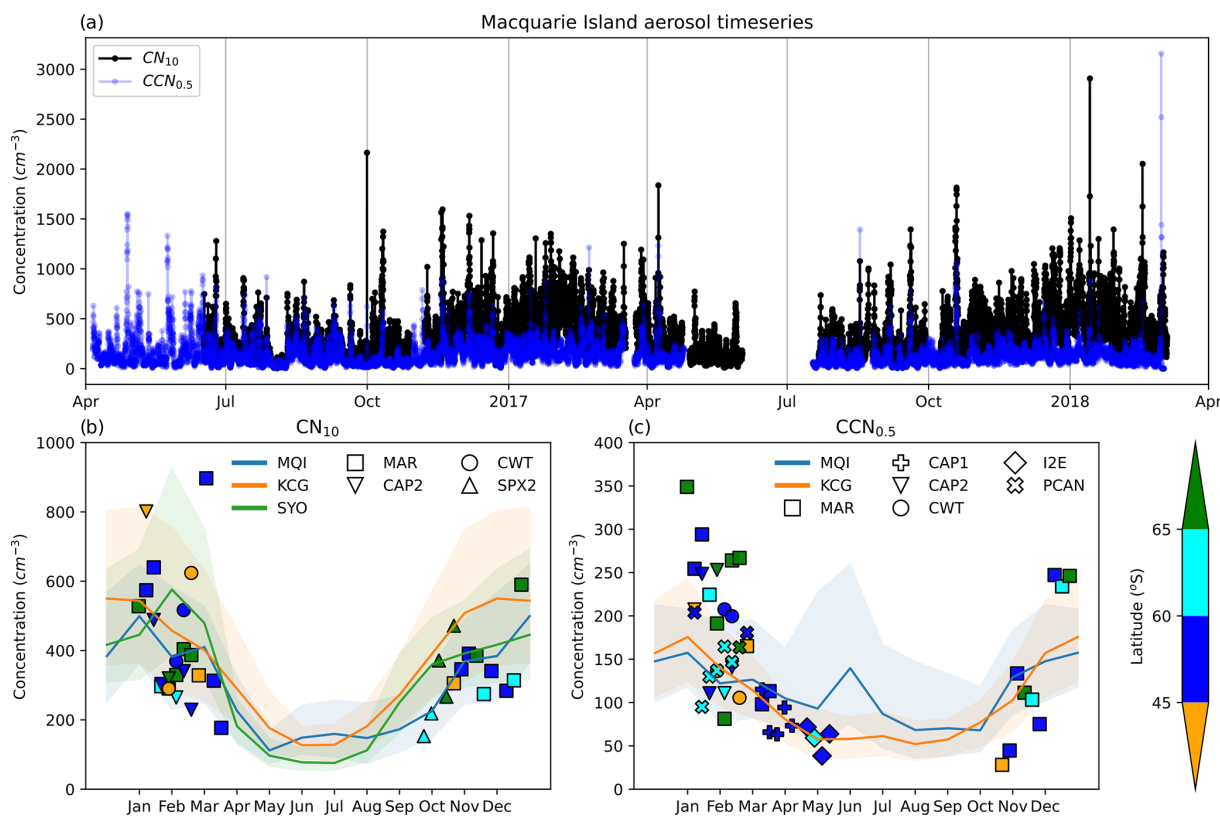 (a) Macquarie Island aerosol timeseries
CN10
CCN0.5
Concentration (cm−3)
3000
2500
2000
1500
1000
500
0
Apr Jul Oct 2017 Apr Jul Oct 2018 Apr
(b) CN10
MQI MAR CWT
KCG CAP2 SPX2
SYO
Concentration (cm−3)
1000
800
600
400
200
0
Jan Feb Mar Apr May Jun Jul Aug Sep Oct Nov Dec
(c) CCN0.5
MQI CAP1 I2E
KCG CAP2 PCAN
MAR CWT
Concentration (cm−3)
400
350
300
250
200
150
100
50
0
Jan Feb Mar Apr May Jun Jul Aug Sep Oct Nov Dec
Latitude (oS)
65
60
45